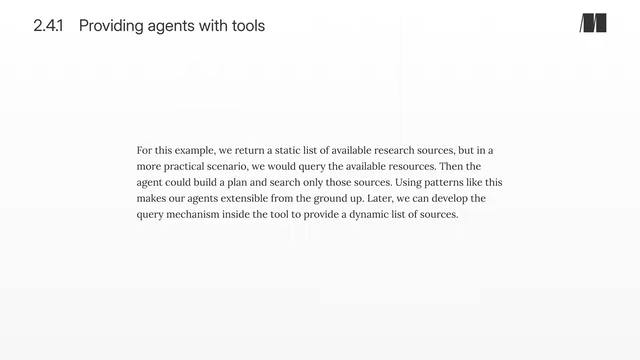 2.4.1 Providing agents with tools
For this example, we return a static list of available research sources, but in a
more practical scenario, we would query the available resources. Then the
agent could build a plan and search only those sources. Using patterns like this
makes our agents extensible from the ground up. Later, we can develop the
query mechanism inside the tool to provide a dynamic list of sources.